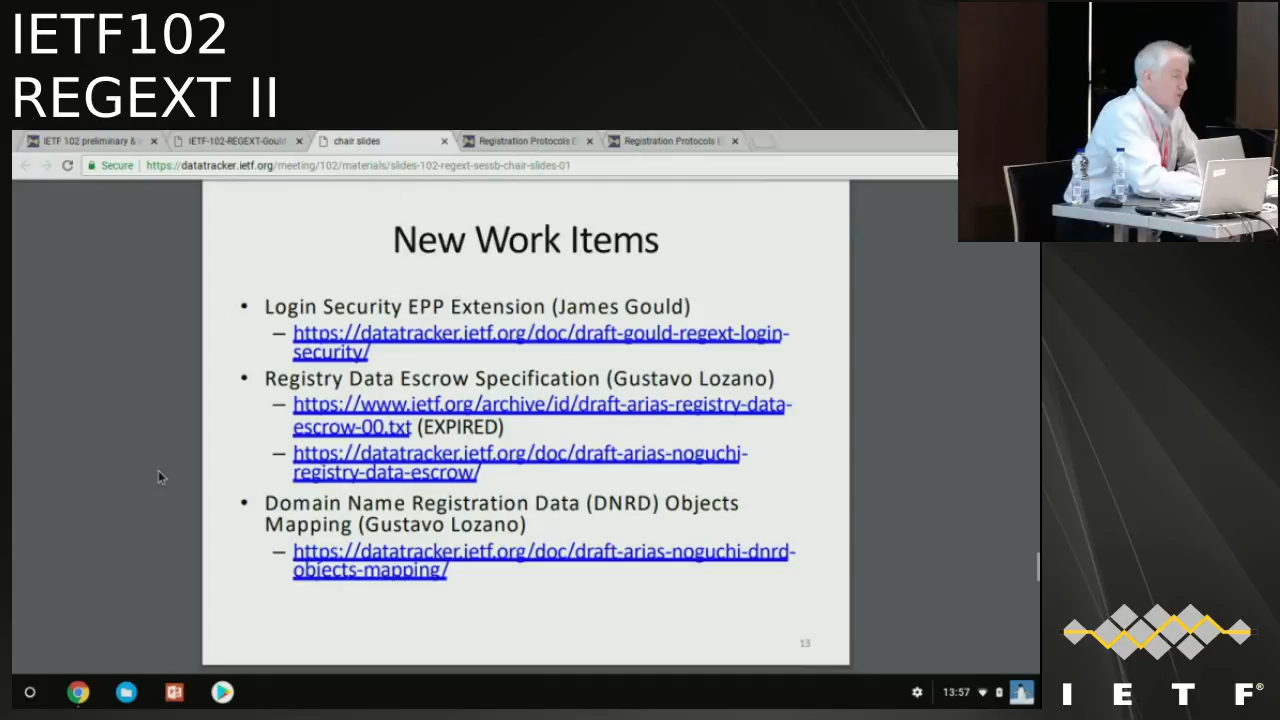 IETF102
REGEXT II
IETF 102 preliminary &
IETF-102-REGEXT-Gould
chair slides
Registration Protocols E
Registration Protocols E
Secure
https://datatracker.ietf.org/meeting/102/materials/slides-102-regext-sessb-chair-slides-01
New Work Items
• Login Security EPP Extension (James Gould)
– https://datatracker.ietf.org/doc/draft-gould-regext-login-
security/
• Registry Data Escrow Specification (Gustavo Lozano)
– https://www.ietf.org/archive/id/draft-arias-registry-data-
escrow-00.txt (EXPIRED)
– https://datatracker.ietf.org/doc/draft-arias-noguchi-
registry-data-escrow/
• Domain Name Registration Data (DNRD) Objects
Mapping (Gustavo Lozano)
– https://datatracker.ietf.org/doc/draft-arias-noguchi-dnrd-
objects-mapping/
13
13:57
I E T F®